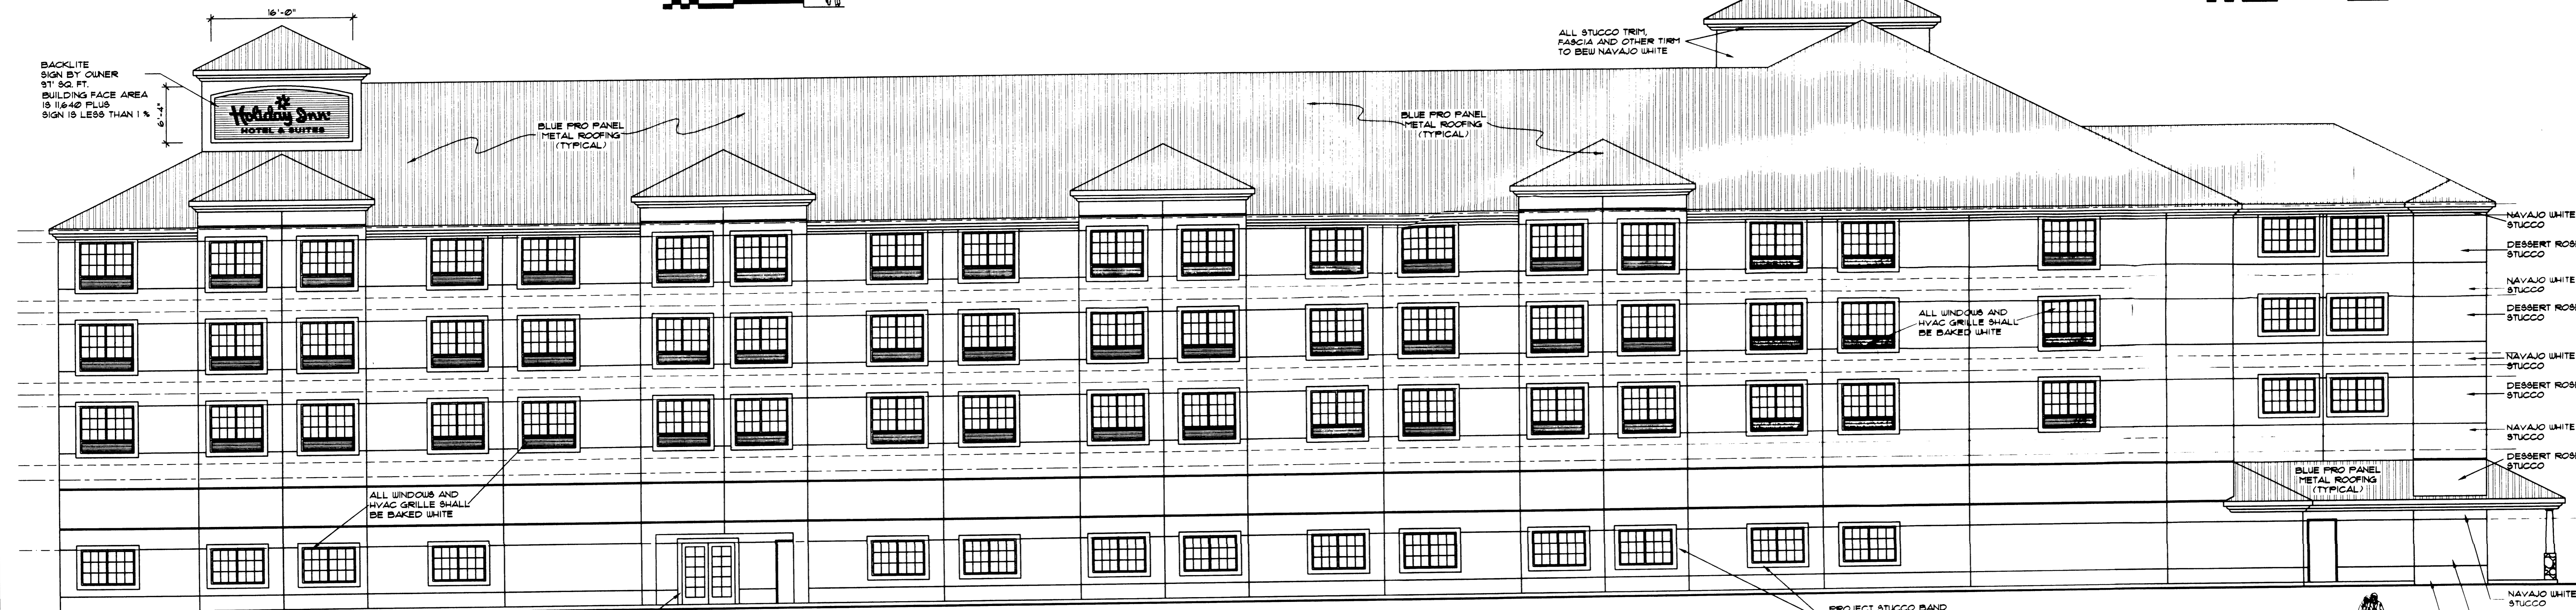 16'-0"
BACKLITE
SIGN BY OWNER
97' SQ. FT.
BUILDING FACE AREA
IS 11,640 PLUS
SIGN IS LESS THAN 1 %
6'-4"
Holiday Inn
HOTEL & SUITES
BLUE PRO PANEL
METAL ROOFING
(TYPICAL)
BLUE PRO PANEL
METAL ROOFING
(TYPICAL)
ALL STUCCO TRIM,
FASCIA AND OTHER TIRM
TO BEW NAVAJO WHITE
NAVAJO WHITE
STUCCO
DESSERT ROS
STUCCO
NAVAJO WHITE
STUCCO
DESSERT ROS
STUCCO
ALL WINDOWS AND
HVAC GRILLE SHALL
BE BAKED WHITE
NAVAJO WHITE
STUCCO
DESSERT ROS
STUCCO
NAVAJO WHITE
STUCCO
DESSERT ROS
STUCCO
BLUE PRO PANEL
METAL ROOFING
(TYPICAL)
ALL WINDOWS AND
HVAC GRILLE SHALL
BE BAKED WHITE
NAVAJO WHITE
STUCCO
PROJECT STUCCO BAND